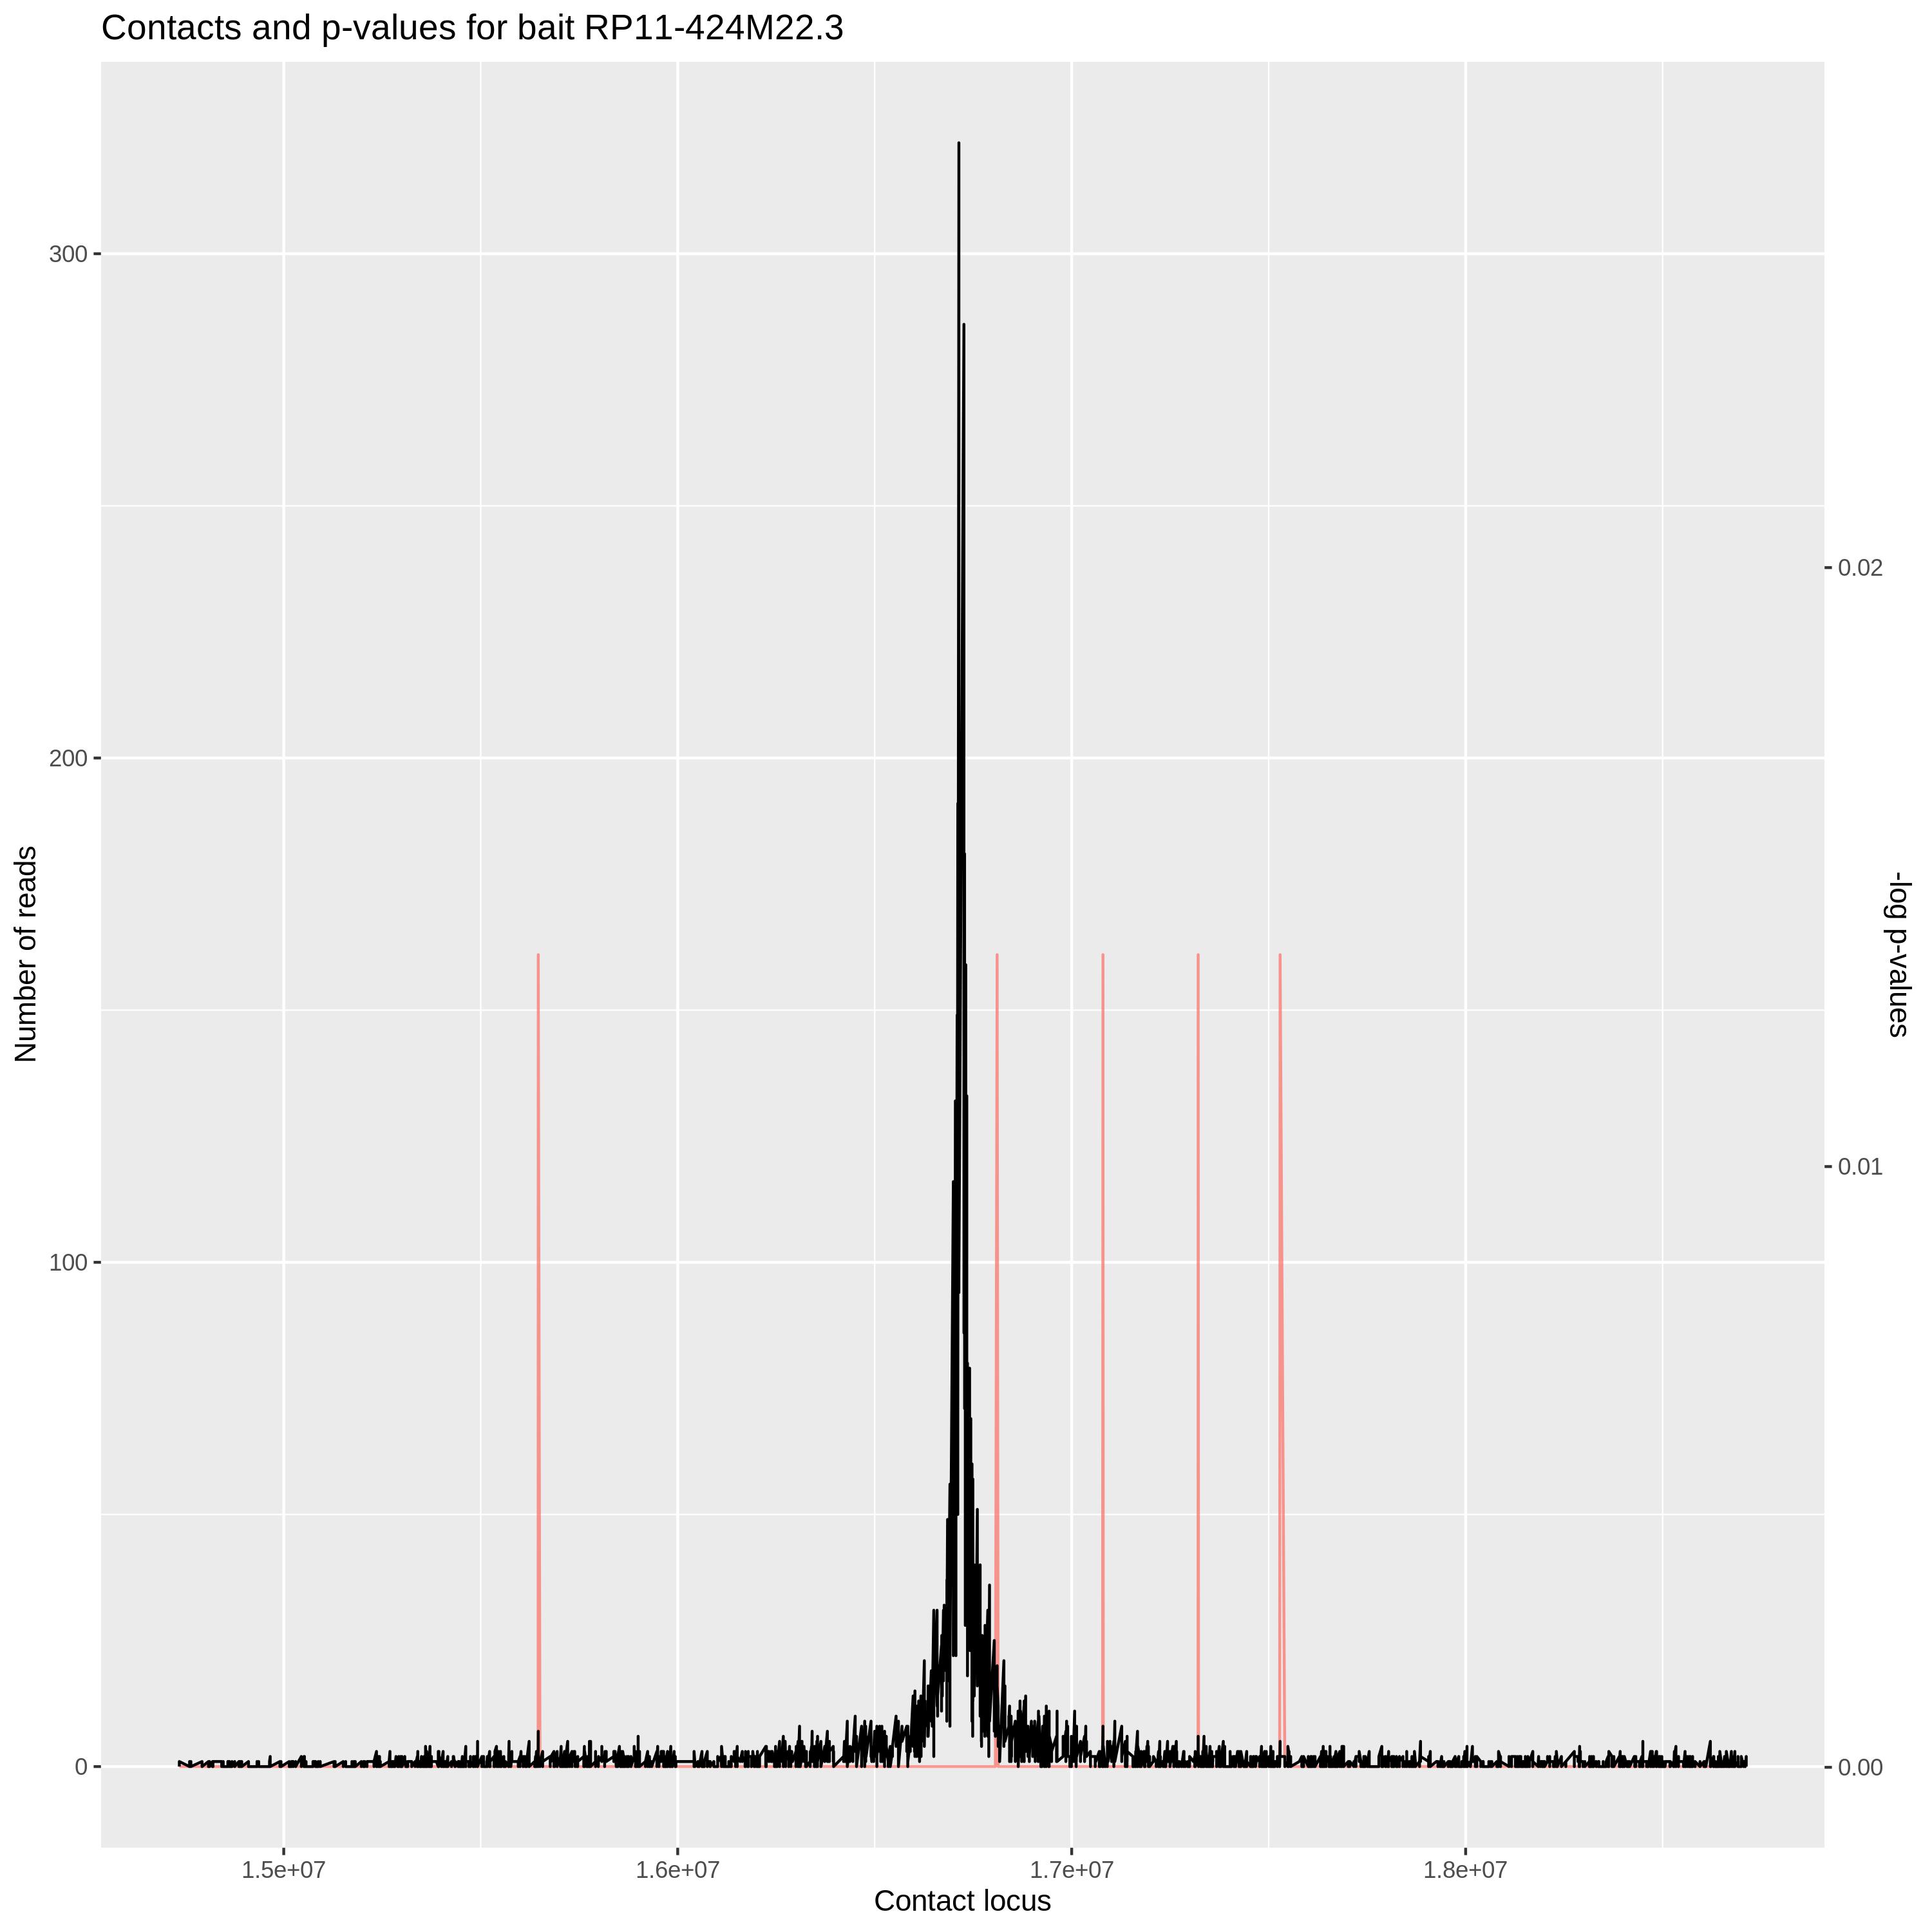 Contacts and p-values for bait RP11-424M22.3
300
200
100
0
Number of reads
0.02
0.01
0.00
-log p-values
1.5e+07 1.6e+07 1.7e+07 1.8e+07
Contact locus